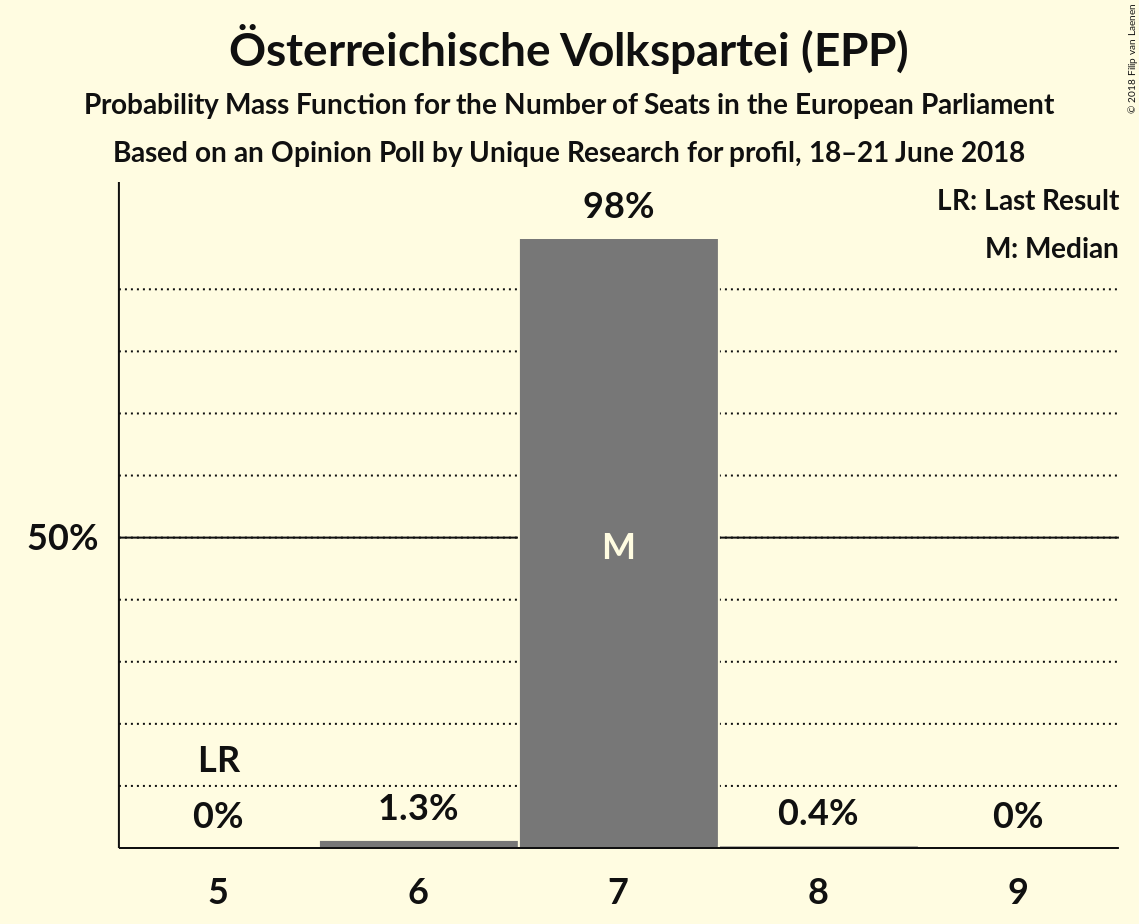 Österreichische Volkspartei (EPP)
Probability Mass Function for the Number of Seats in the European Parliament
Based on an Opinion Poll by Unique Research for profil, 18–21 June 2018
© 2018 Filip van Laenen
LR: Last Result
M: Median
98%
50%
M
LR
0%
1.3%
0.4%
0%
5
6
7
8
9